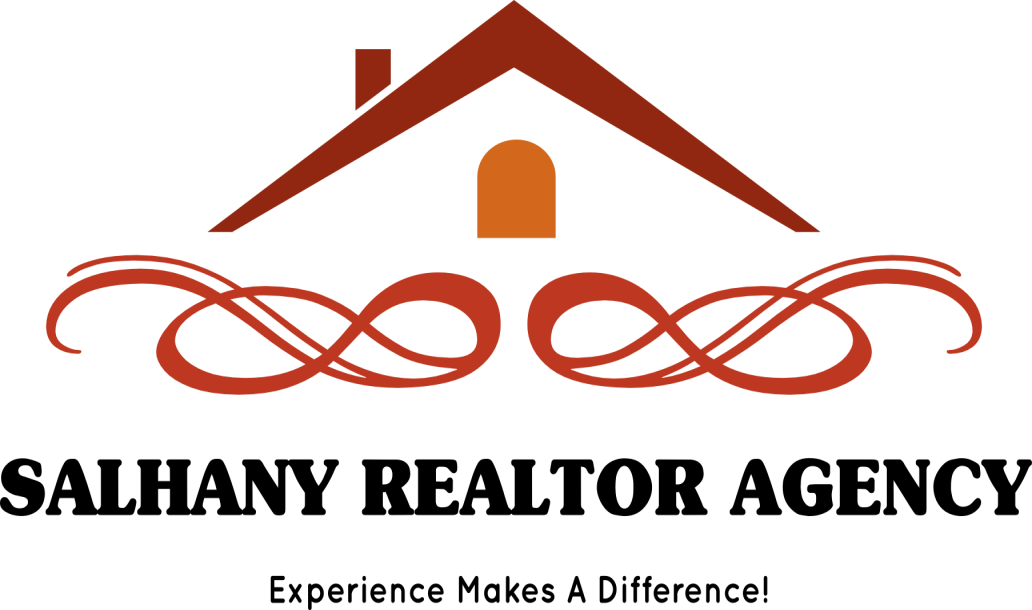 SALHANY REALTOR AGENCY
Experience Makes A Difference!